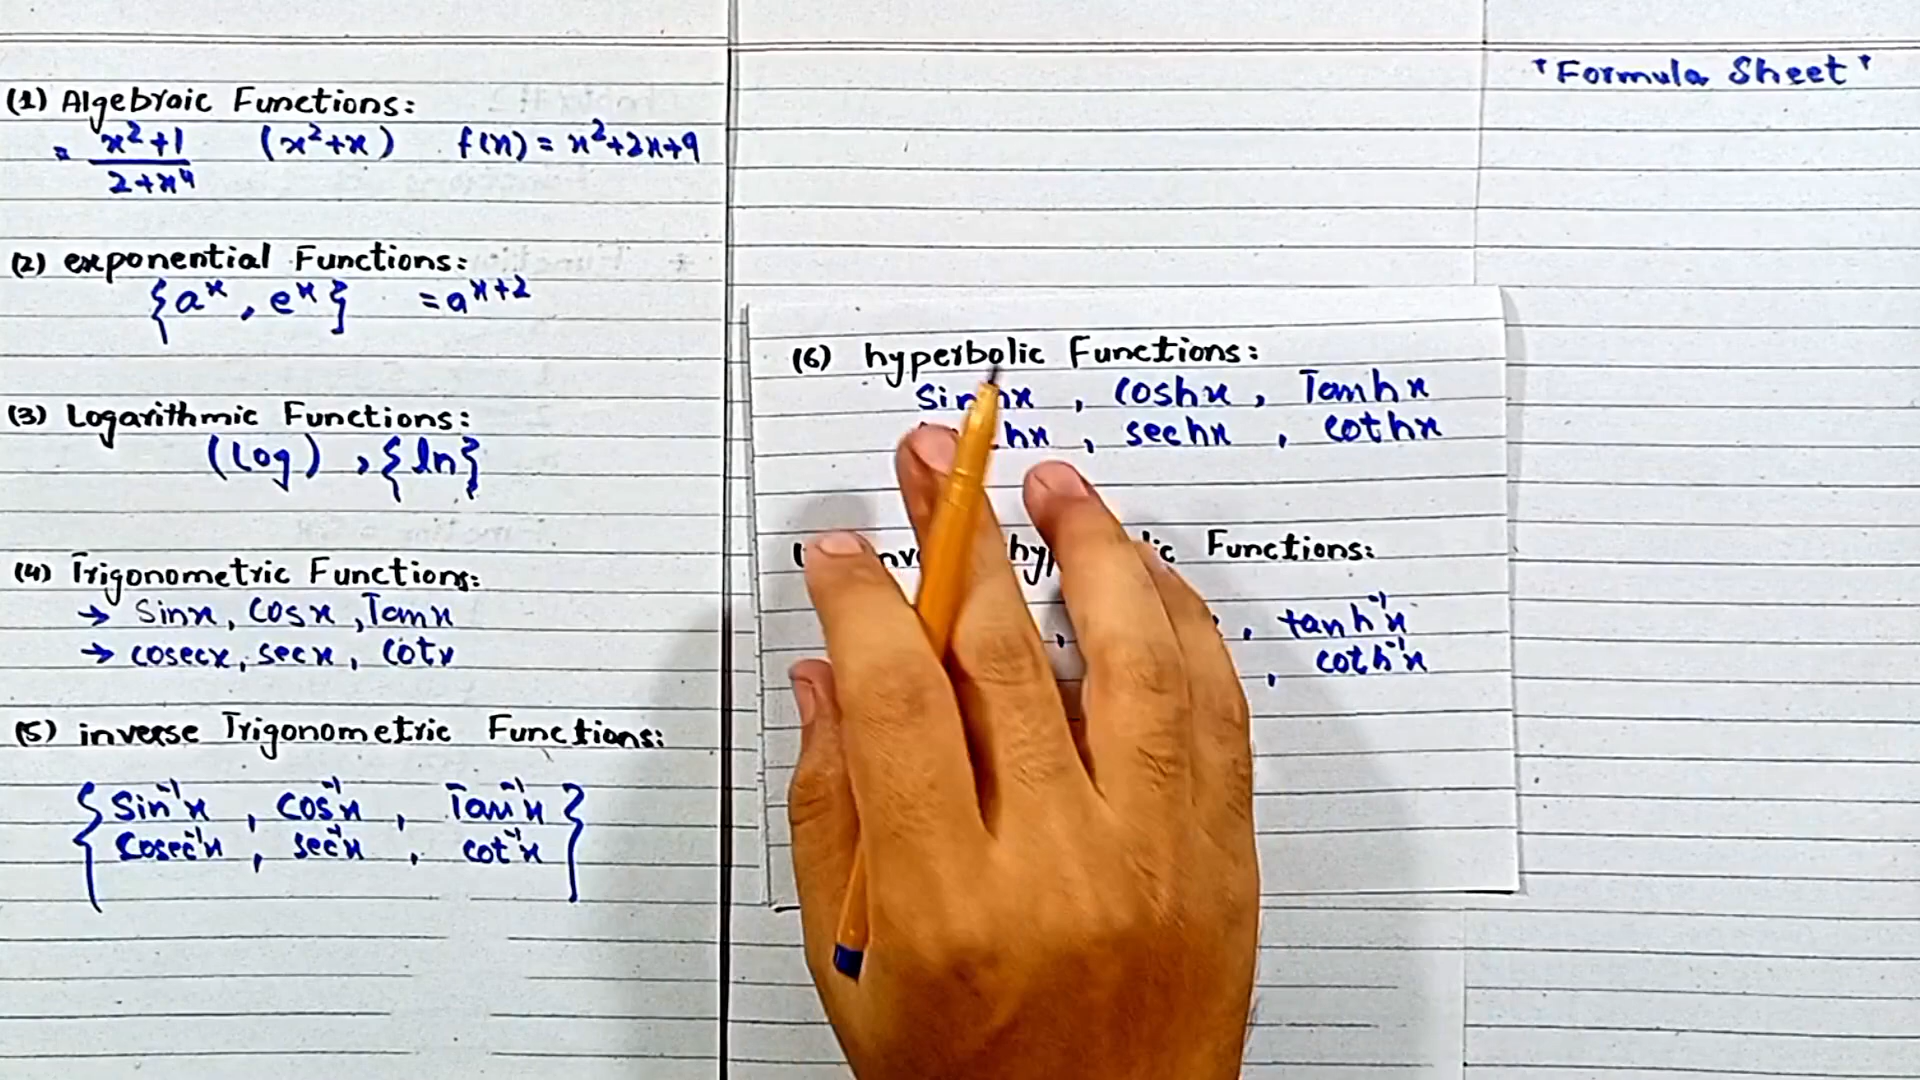 (1) Algebraic Functions:
= x²+1 / 2+x⁴ (x²+x) f(x) = x²+2x+9
(2) exponential Functions:
{aˣ, eˣ} = aˣ⁺²
(3) Logarithmic Functions:
(Log) , {ln}
(4) Trigonometric Functions:
→ Sinx, Cosx, Tanx
→ cosecx, secx, cotx
(5) inverse Trigonometric Functions:
{Sin⁻¹x , Cos⁻¹x , Tan⁻¹x}
Cosec⁻¹x , sec⁻¹x , cot⁻¹x
(6) hyperbolic Functions:
Sinhx , Coshx , Tanhx
hx , sechx , cothx
Functions:
, tanh⁻¹x
, coth⁻¹x
"Formula Sheet"